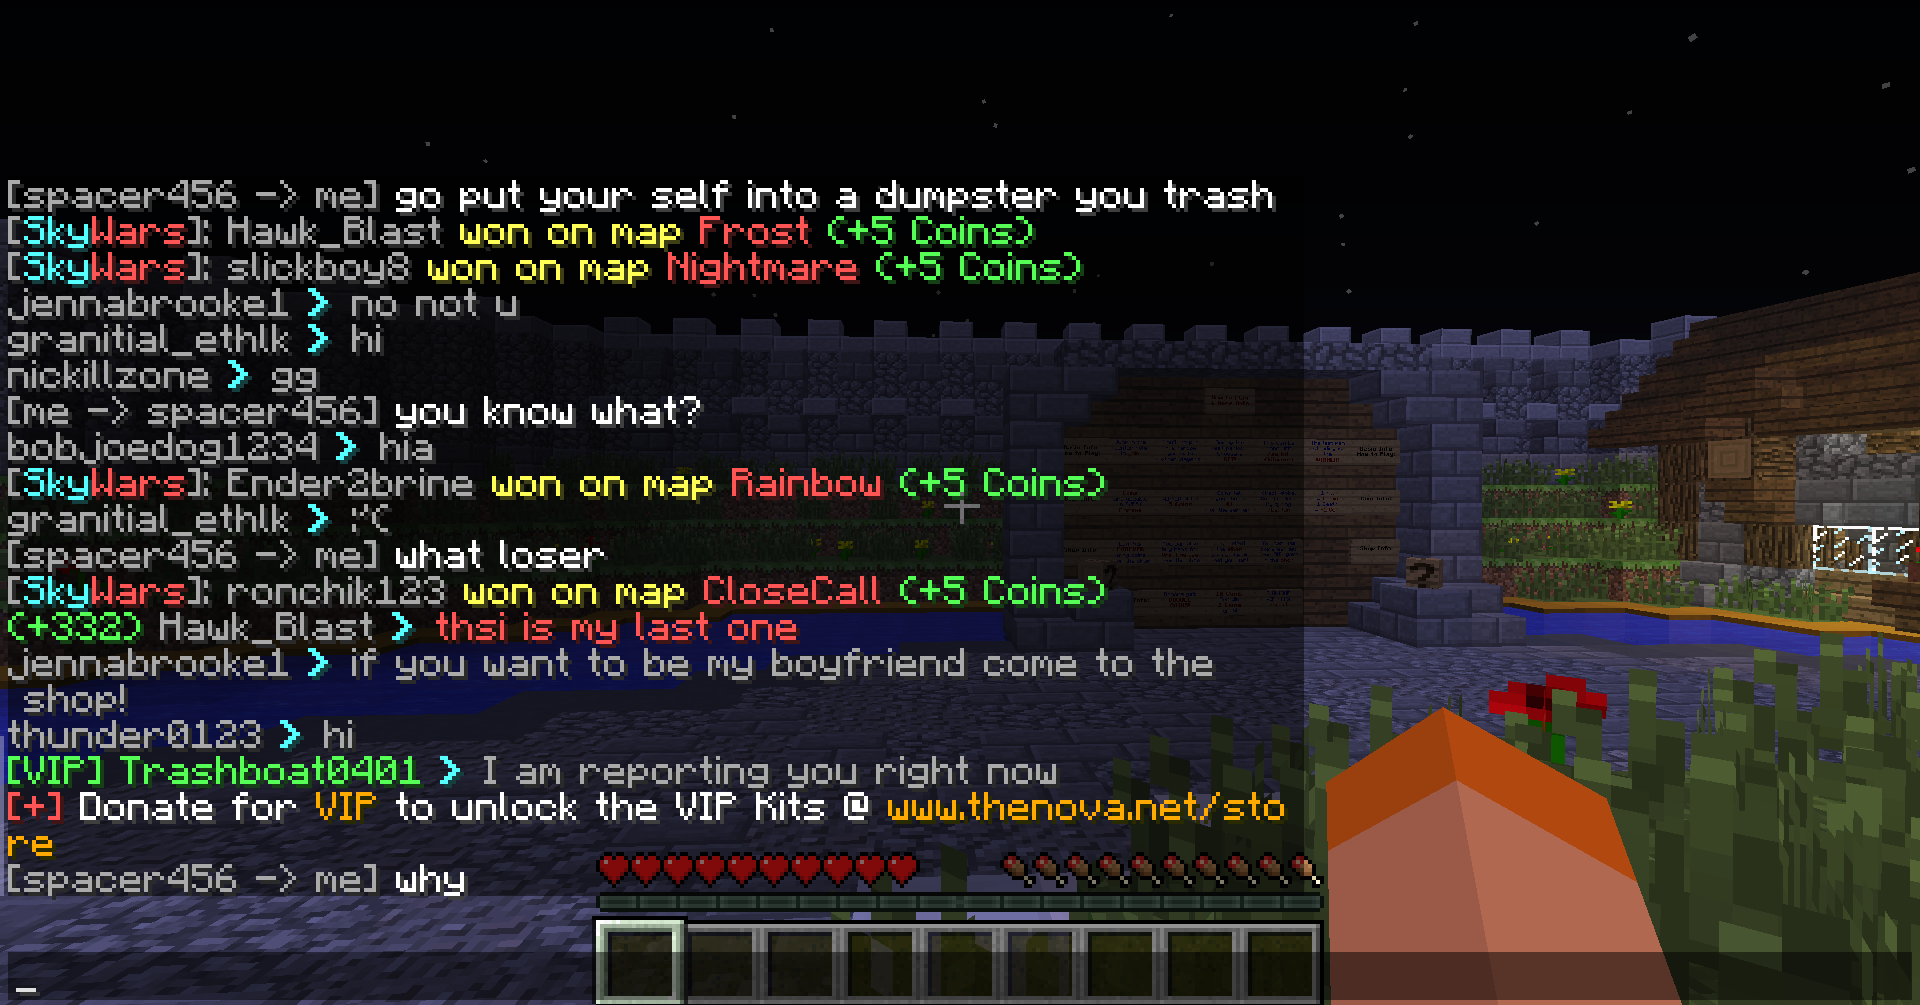 [spacer456 -> me] go put your self into a dumpster you trash
[SkyWars]: Hawk_Blast won on map Frost (+5 Coins)
[SkyWars]: slickboy8 won on map Nightmare (+5 Coins)
jennabrooke1 > no not u
granitial_ethlk > hi
nickillzone > gg
[me -> spacer456] you know what?
bobjoedog1234 > hia
[SkyWars]: Ender2brine won on map Rainbow (+5 Coins)
granitial_ethlk > :'(
[spacer456 -> me] what loser
[SkyWars]: ronchik123 won on map CloseCall (+5 Coins)
(+332) Hawk_Blast > thsi is my last one
jennabrooke1 > if you want to be my boyfriend come to the
shop!
thunder0123 > hi
[VIP] Trashboat0401 > I am reporting you right now
[+] Donate for VIP to unlock the VIP Kits @ www.thenova.net/sto
re
[spacer456 -> me] why
_
?